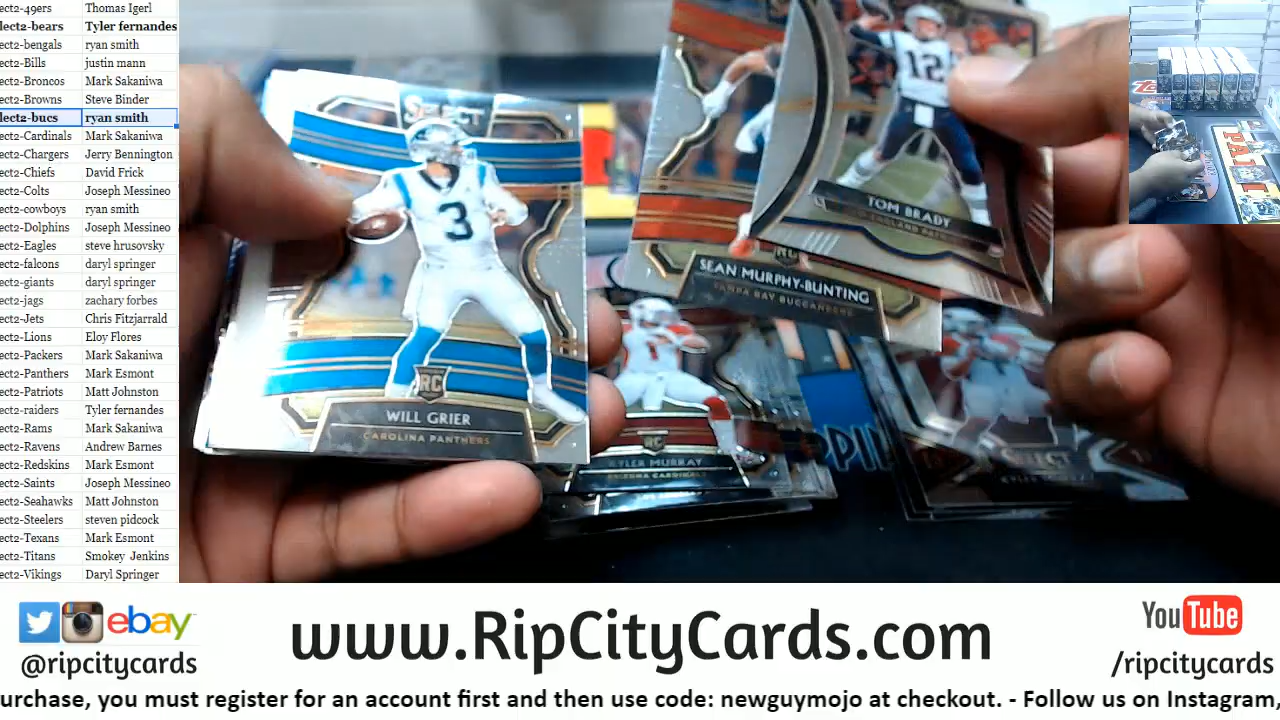 ect2-49ers Thomas Igerl
lect2-bears Tyler fernandes
ect2-bengals ryan smith
ect2-Bills justin mann
ect2-Broncos Mark Sakaniwa
ect2-Browns Steve Binder
lect2-bucs ryan smith
ect2-Cardinals Mark Sakaniwa
ect2-Chargers Jerry Bennington
ect2-Chiefs David Frick
ect2-Colts Joseph Messineo
ect2-cowboys ryan smith
ect2-Dolphins Joseph Messineo
ect2-Eagles steve hrusovsky
ect2-falcons daryl springer
ect2-giants daryl springer
ect2-jags zachary forbes
ect2-Jets Chris Fitzjarrald
ect2-Lions Eloy Flores
ect2-Packers Mark Sakaniwa
ect2-Panthers Mark Esmont
ect2-Patriots Matt Johnston
ect2-raiders Tyler fernandes
ect2-Rams Mark Sakaniwa
ect2-Ravens Andrew Barnes
ect2-Redskins Mark Esmont
ect2-Saints Joseph Messineo
ect2-Seahawks Matt Johnston
ect2-Steelers steven pidcock
ect2-Texans Mark Esmont
ect2-Titans Smokey Jenkins
ect2-Vikings Daryl Springer
SELECT
3
RC
WILL GRIER
CAROLINA PANTHERS
12
TOM BRADY
RC
SEAN MURPHY-BUNTING
TAMPA BAY BUCCANEERS
1
RC
KYLER MURRAY
ARIZONA CARDINALS
SELECT
ebay
@ripcitycards
www.RipCityCards.com
YouTube
/ripcitycards
urchase, you must register for an account first and then use code: newguymojo at checkout. - Follow us on Instagram,